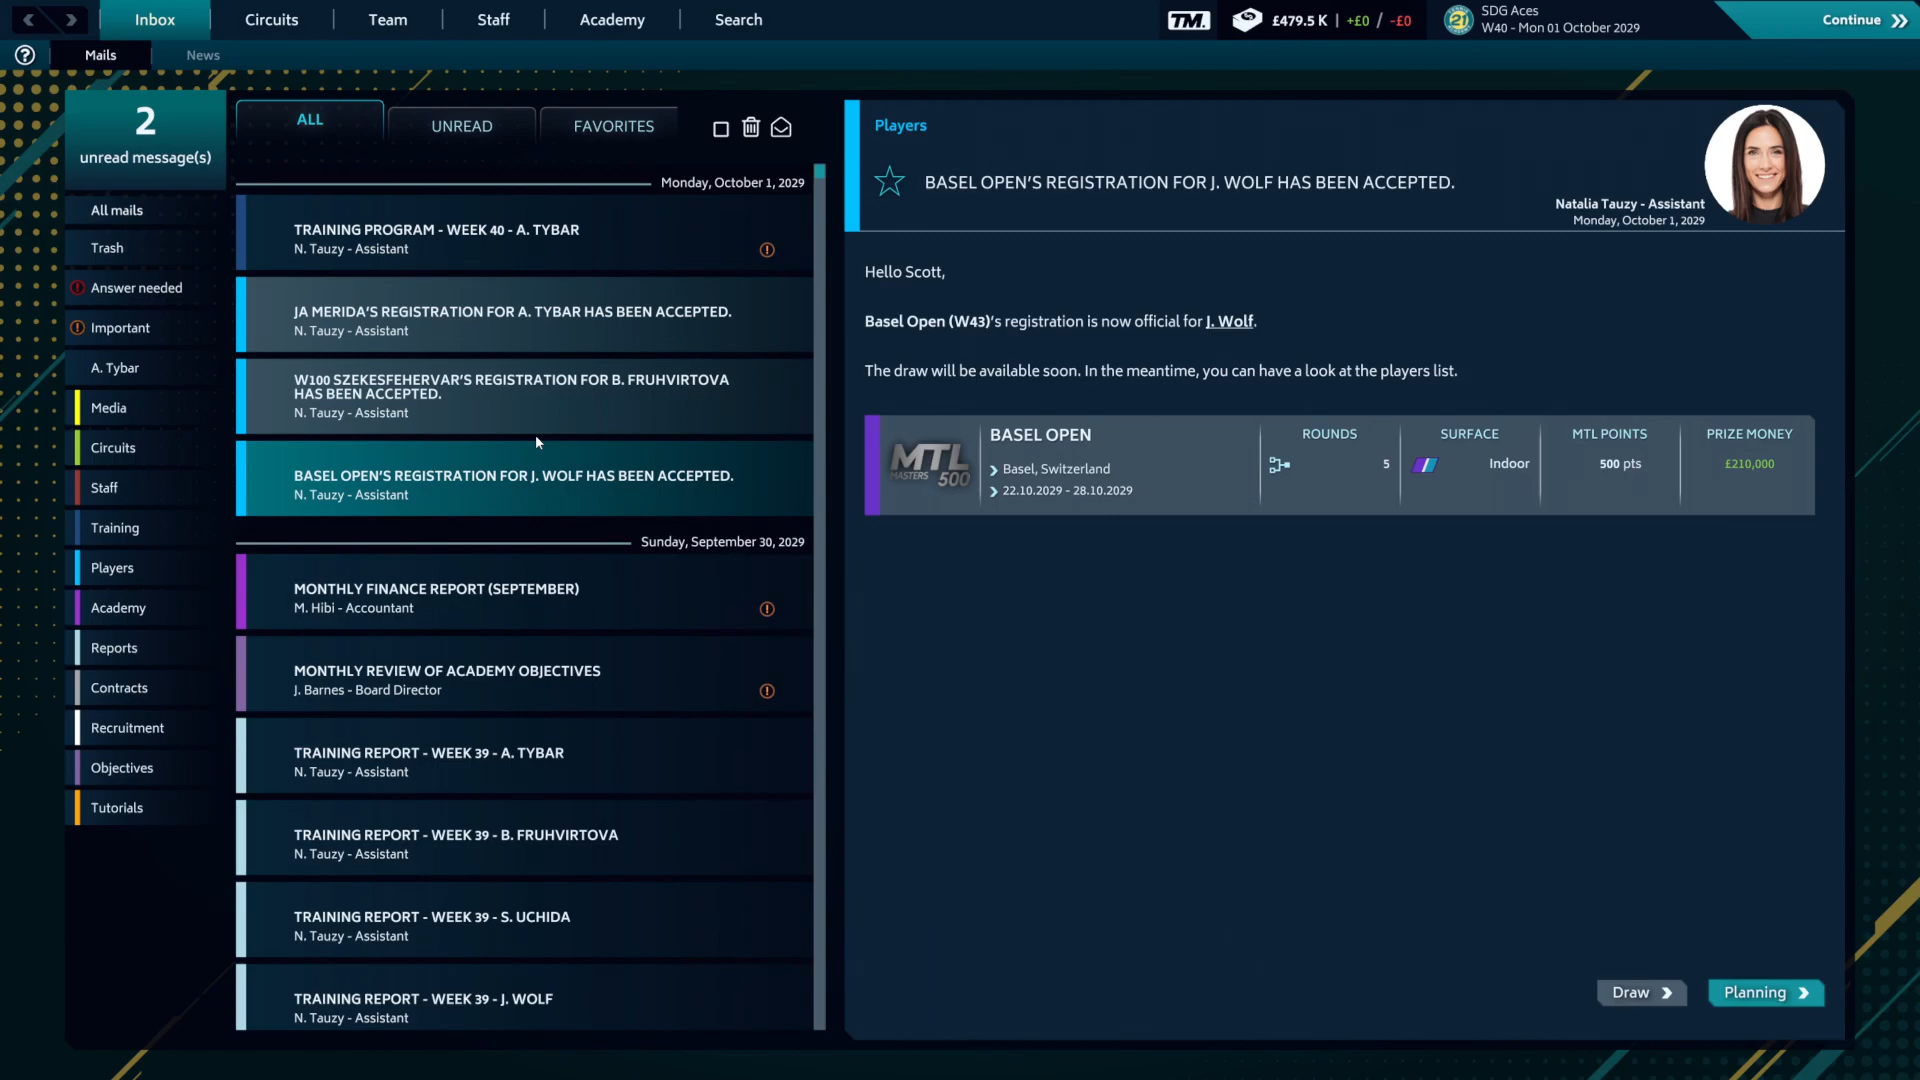 Inbox
Circuits
Team
Staff
Academy
Search
TM.
£479.5 K | +£0 / -£0
21
SDG Aces
W40 - Mon 01 October 2029
Continue
?
Mails
News
2
unread message(s)
All mails
Trash
Answer needed
Important
A. Tybar
Media
Circuits
Staff
Training
Players
Academy
Reports
Contracts
Recruitment
Objectives
Tutorials
ALL
UNREAD
FAVORITES
Monday, October 1, 2029
TRAINING PROGRAM - WEEK 40 - A. TYBAR
N. Tauzy - Assistant
JA MERIDA'S REGISTRATION FOR A. TYBAR HAS BEEN ACCEPTED.
N. Tauzy - Assistant
W100 SZEKESFEHERVAR'S REGISTRATION FOR B. FRUHVIRTOVA
HAS BEEN ACCEPTED.
N. Tauzy - Assistant
BASEL OPEN'S REGISTRATION FOR J. WOLF HAS BEEN ACCEPTED.
N. Tauzy - Assistant
Sunday, September 30, 2029
MONTHLY FINANCE REPORT (SEPTEMBER)
M. Hibi - Accountant
MONTHLY REVIEW OF ACADEMY OBJECTIVES
J. Barnes - Board Director
TRAINING REPORT - WEEK 39 - A. TYBAR
N. Tauzy - Assistant
TRAINING REPORT - WEEK 39 - B. FRUHVIRTOVA
N. Tauzy - Assistant
TRAINING REPORT - WEEK 39 - S. UCHIDA
N. Tauzy - Assistant
TRAINING REPORT - WEEK 39 - J. WOLF
N. Tauzy - Assistant
Players
BASEL OPEN'S REGISTRATION FOR J. WOLF HAS BEEN ACCEPTED.
Natalia Tauzy - Assistant
Monday, October 1, 2029
Hello Scott,
Basel Open (W43)'s registration is now official for J. Wolf.
The draw will be available soon. In the meantime, you can have a look at the players list.
MTL
MASTERS 500
BASEL OPEN
Basel, Switzerland
22.10.2029 - 28.10.2029
ROUNDS
5
SURFACE
Indoor
MTL POINTS
500 pts
PRIZE MONEY
£210,000
Draw
Planning